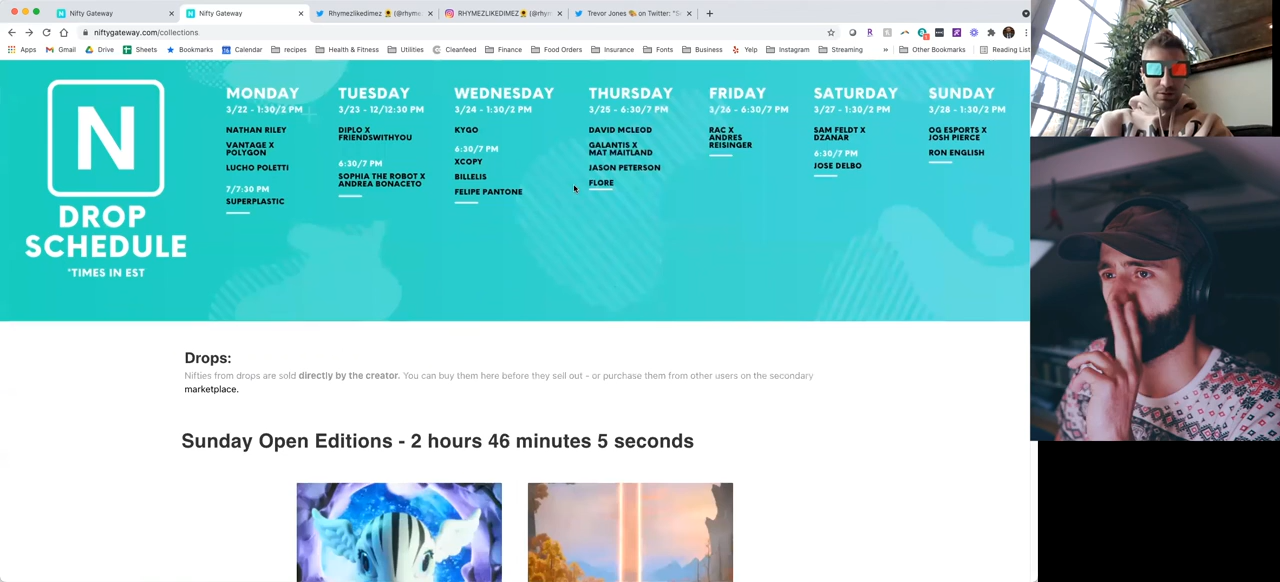 Nifty Gateway
Nifty Gateway
Rhymezlikedimez 🌻 (@rhyme
RHYMEZLIKEDIMEZ🌻 (@rhym
Trevor Jones 🎨 on Twitter: "E
niftygateway.com/collections
Apps
Gmail
Drive
Sheets
Bookmarks
Calendar
recipes
Health & Fitness
Utilities
Cleanfeed
Finance
Food Orders
Insurance
Fonts
Business
Yelp
Instagram
Streaming
»
Other Bookmarks
Reading List
N
DROP
SCHEDULE
*TIMES IN EST
MONDAY
3/22 - 1:30/2 PM
NATHAN RILEY
VANTAGE X
POLYGON
LUCHO POLETTI
7/7:30 PM
SUPERPLASTIC
TUESDAY
3/23 - 12/12:30 PM
DIPLO X
FRIENDSWITHYOU
6:30/7 PM
SOPHIA THE ROBOT X
ANDREA BONACETO
WEDNESDAY
3/24 - 1:30/2 PM
KYGO
6:30/7 PM
XCOPY
BILLELIS
FELIPE PANTONE
THURSDAY
3/25 - 6:30/7 PM
DAVID MCLEOD
GALANTIS X
MAT MAITLAND
JASON PETERSON
FLORE
FRIDAY
3/26 - 6:30/7 PM
RAC X
ANDRES
REISINGER
SATURDAY
3/27 - 1:30/2 PM
SAM FELDT X
DZANAR
6:30/7 PM
JOSE DELBO
SUNDAY
3/28 - 1:30/2 PM
OG ESPORTS X
JOSH PIERCE
RON ENGLISH
Drops:
Nifties from drops are sold directly by the creator. You can buy them here before they sell out - or purchase them from other users on the secondary
marketplace.
Sunday Open Editions - 2 hours 46 minutes 5 seconds